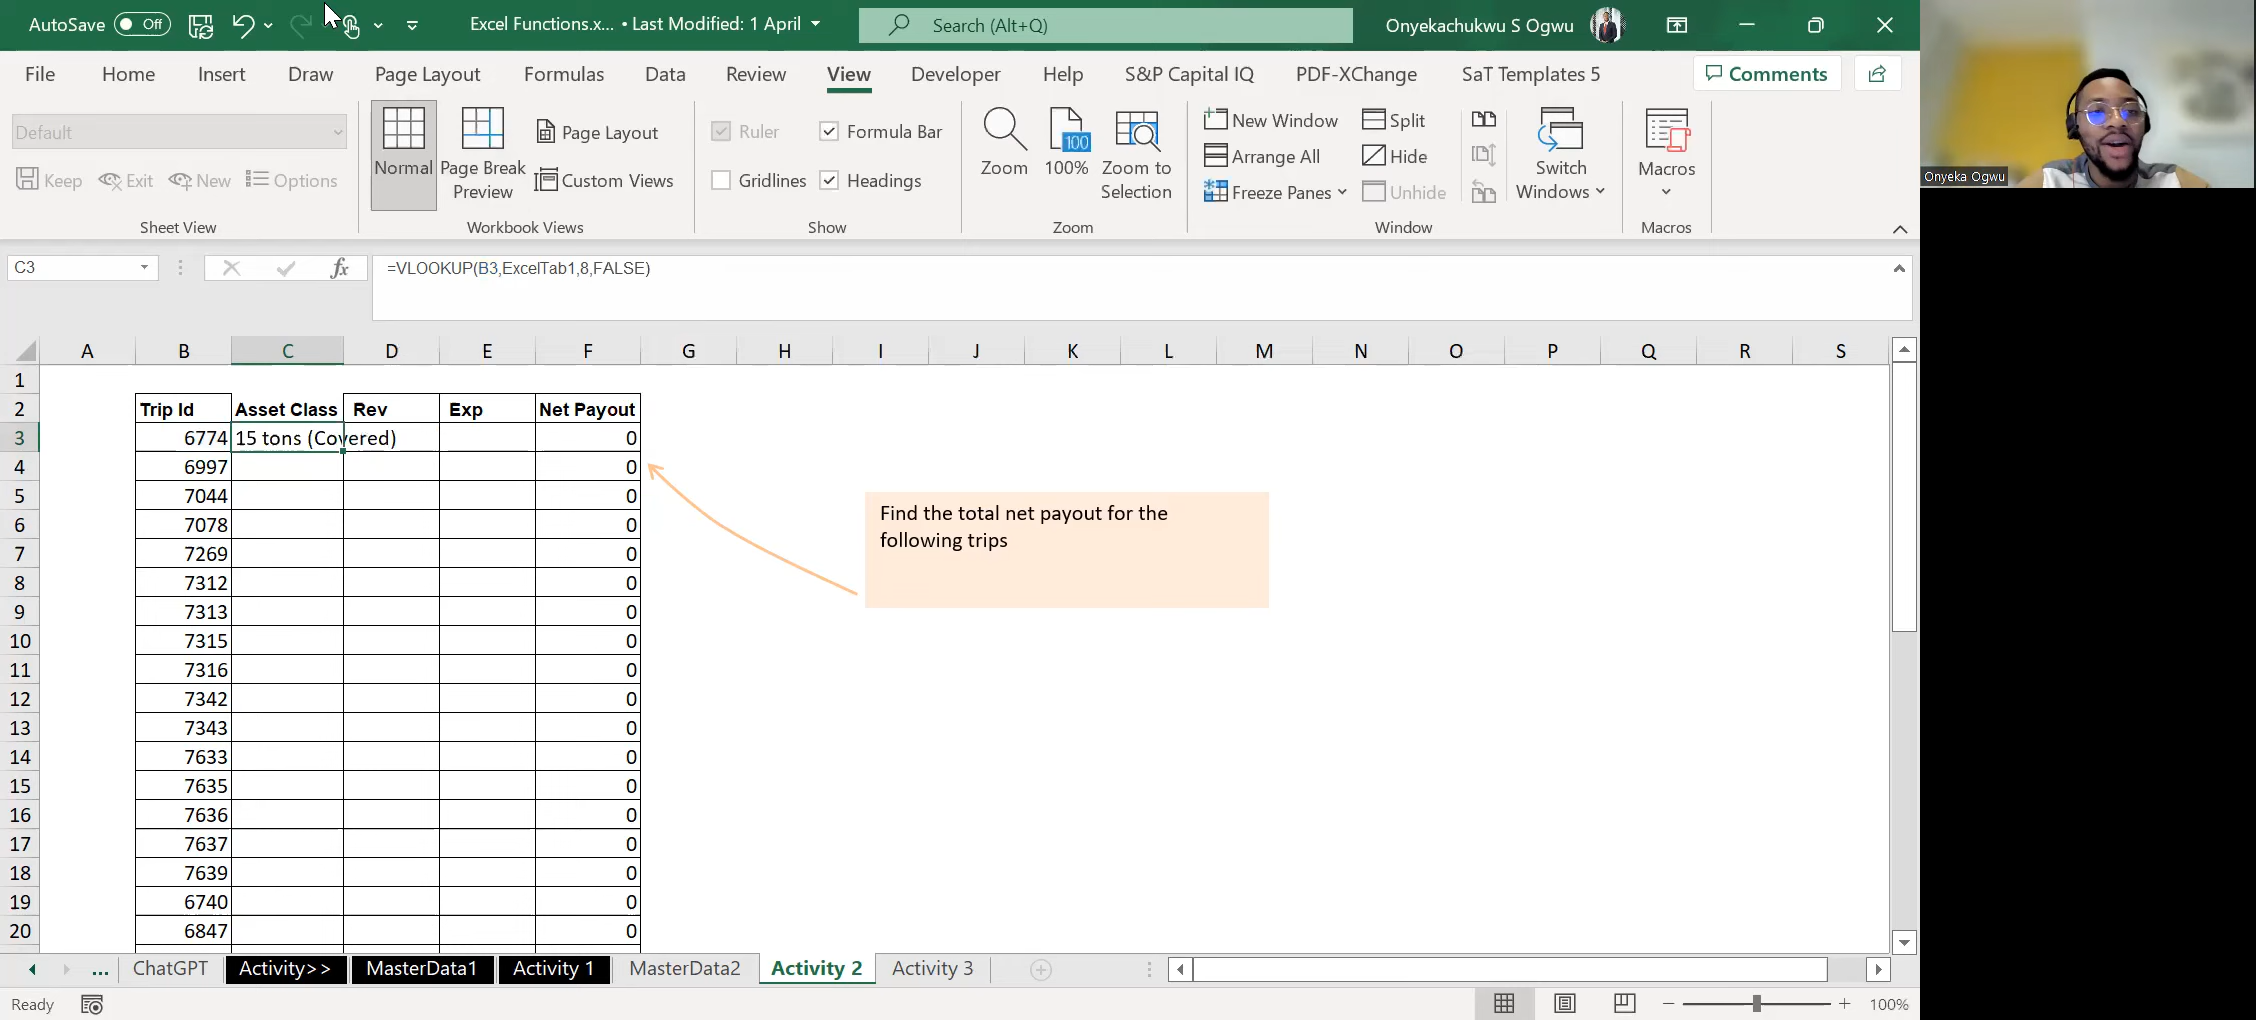 AutoSave Off Excel Functions.x... • Last Modified: 1 April Search (Alt+Q) Onyekachukwu S Ogwu
File Home Insert Draw Page Layout Formulas Data Review View Developer Help S&P Capital IQ PDF-XChange SaT Templates 5 Comments
Default
Keep Exit New Options
Sheet View
Normal
Page Break
Preview
Page Layout
Custom Views
Workbook Views
Ruler Formula Bar
Gridlines Headings
Show
Zoom
100
100%
Zoom to
Selection
Zoom
New Window
Arrange All
Freeze Panes
Split
Hide
Unhide
Switch
Windows
Window
Macros
Macros
Onyeka Ogwu
C3 fx =VLOOKUP(B3,ExcelTab1,8,FALSE)
A B C D E F G H I J K L M N O P Q R S
1
2 Trip Id Asset Class Rev Exp Net Payout
3 6774 15 tons (Covered) 0
4 6997 0
5 7044 0
6 7078 0
7 7269 0
8 7312 0
9 7313 0
10 7315 0
11 7316 0
12 7342 0
13 7343 0
14 7633 0
15 7635 0
16 7636 0
17 7637 0
18 7639 0
19 6740 0
20 6847 0
Find the total net payout for the
following trips
... ChatGPT Activity>> MasterData1 Activity 1 MasterData2 Activity 2 Activity 3
Ready 100%